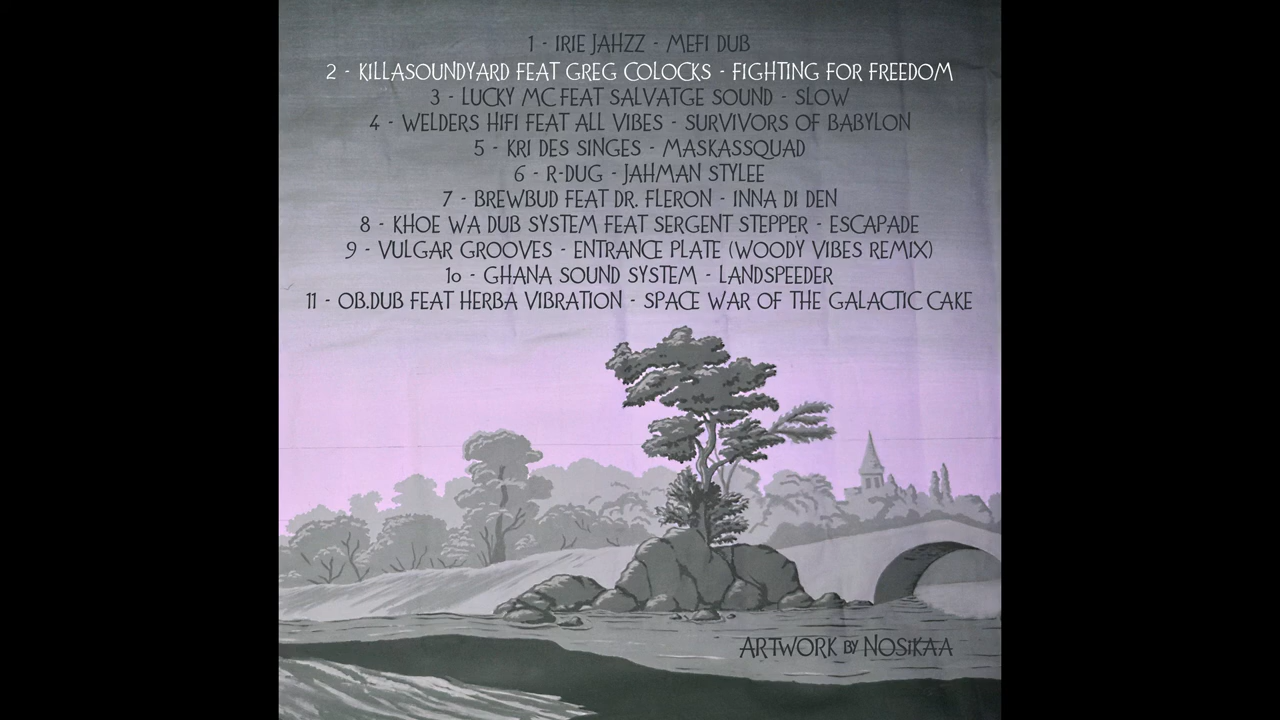 1 - IRIE JAHZZ - MEFI DUB
2 - KILLASOUNDYARD FEAT GREG COLOCKS - FIGHTING FOR FREEDOM
3 - LUCKY MC FEAT SALVATGE SOUND - SLOW
4 - WELDERS HIFI FEAT ALL VIBES - SURVIVORS OF BABYLON
5 - KRI DES SINGES - MASKASSQUAD
6 - R-DUG - JAHMAN STYLEE
7 - BREWBUD FEAT DR. FLERON - INNA DI DEN
8 - KHOE WA DUB SYSTEM FEAT SERGENT STEPPER - ESCAPADE
9 - VULGAR GROOVES - ENTRANCE PLATE (WOODY VIBES REMIX)
10 - GHANA SOUND SYSTEM - LANDSPEEDER
11 - OB.DUB FEAT HERBA VIBRATION - SPACE WAR OF THE GALACTIC CAKE
ARTWORK BY NOSIKAA